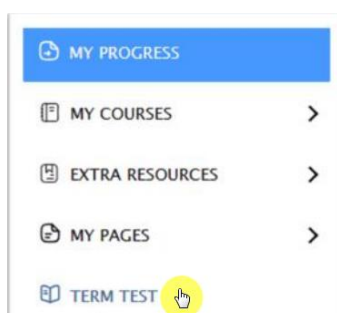 MY PROGRESS
MY COURSES
EXTRA RESOURCES
MY PAGES
TERM TEST